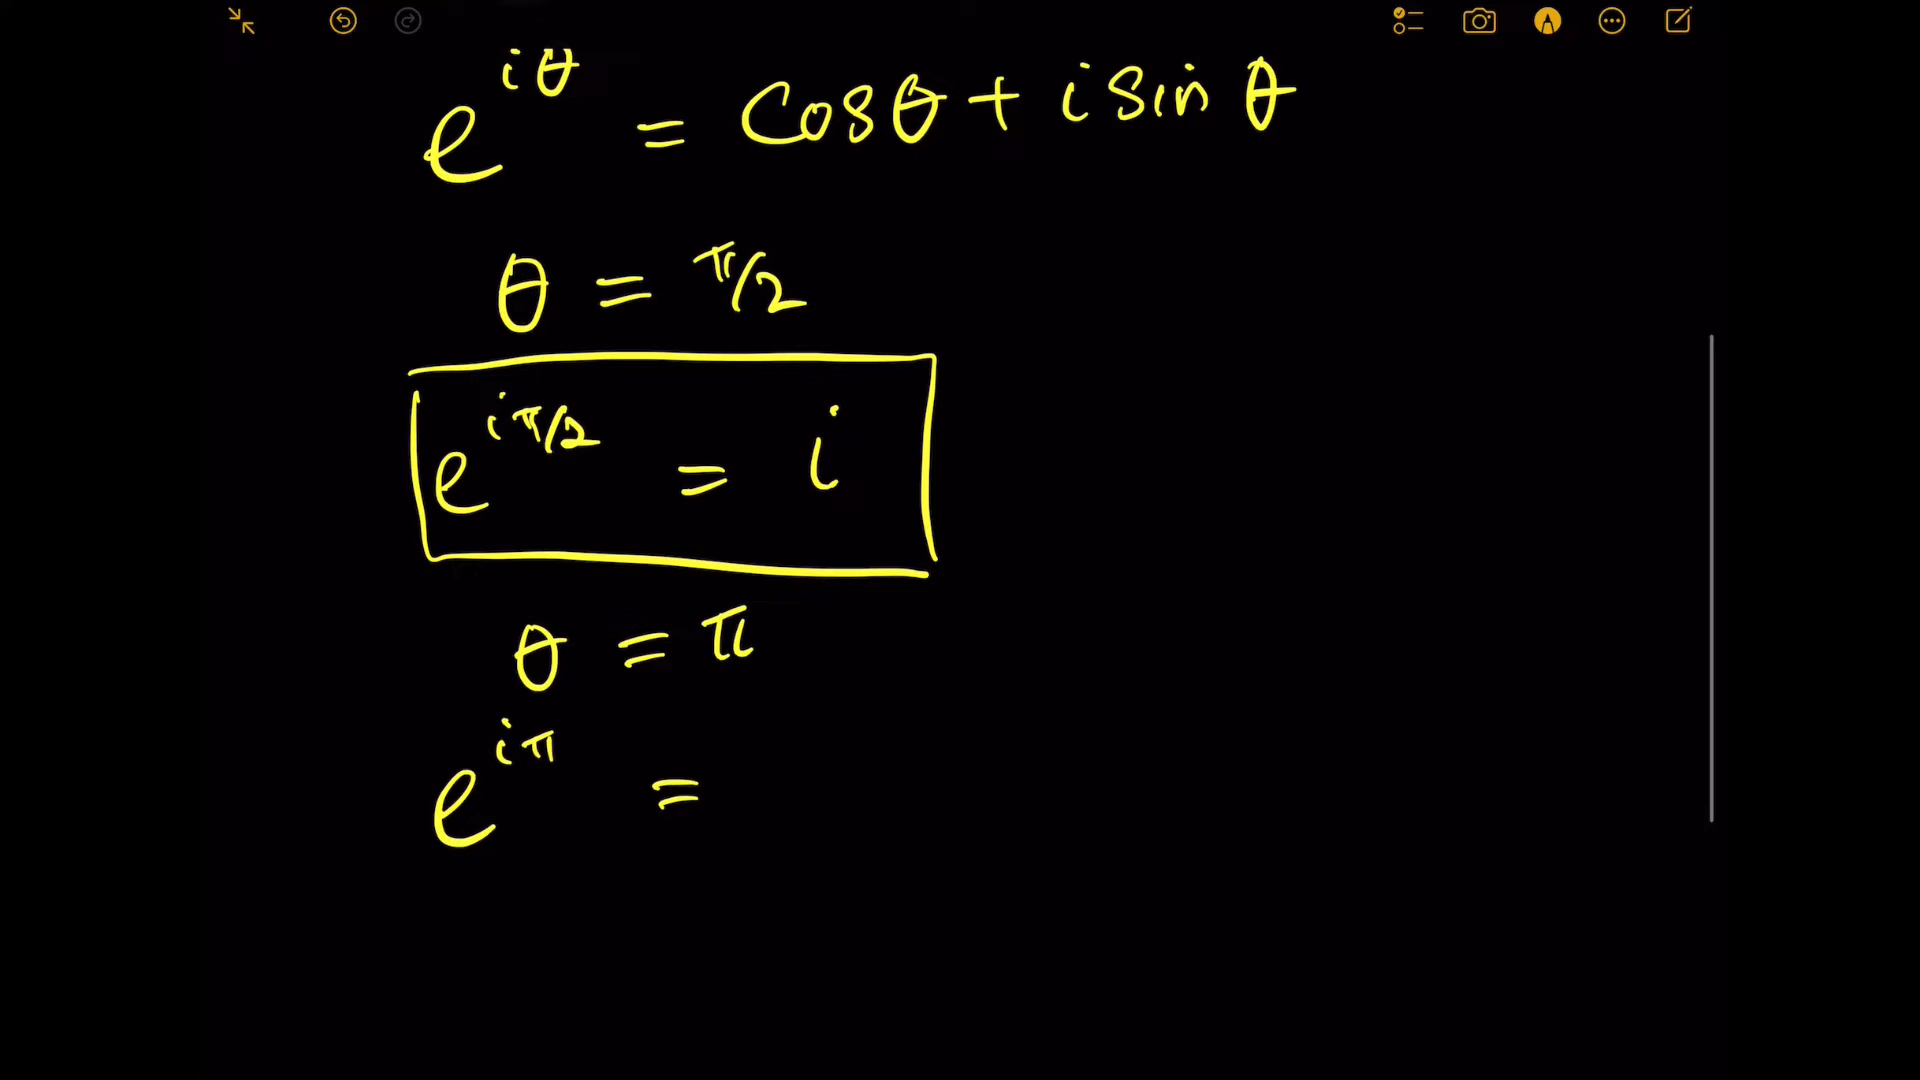 e^{iθ} = cosθ + i sin θ
θ = π/2
e^{iπ/2} = i
θ = π
e^{iπ} =